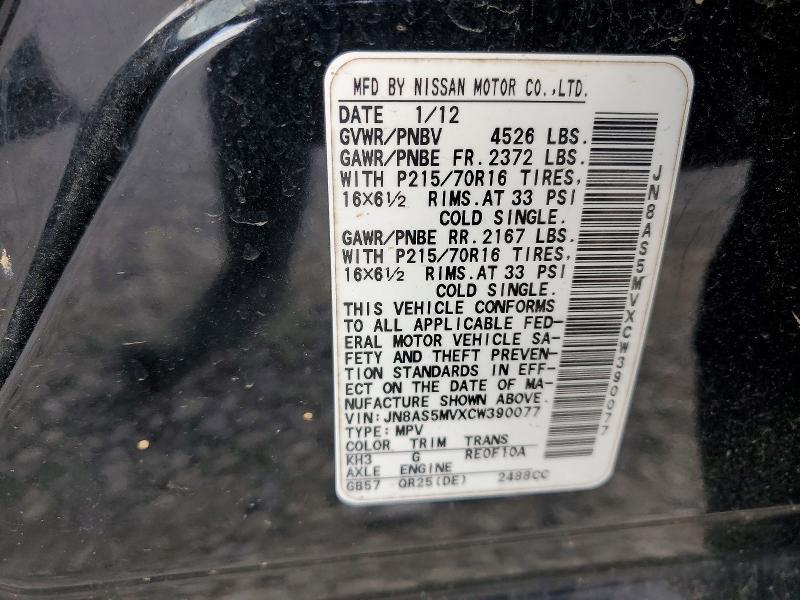 MFD BY NISSAN MOTOR CO.,LTD.
DATE 1/12
GVWR/PNBV 4526 LBS.
GAWR/PNBE FR. 2372 LBS.
WITH P215/70R16 TIRES,
16×6½ RIMS.AT 33 PSI
COLD SINGLE.
GAWR/PNBE RR. 2167 LBS.
WITH P215/70R16 TIRES,
16×6½ RIMS.AT 33 PSI
COLD SINGLE.
THIS VEHICLE CONFORMS
TO ALL APPLICABLE FED-
ERAL MOTOR VEHICLE SA-
FETY AND THEFT PREVEN-
TION STANDARDS IN EFF-
ECT ON THE DATE OF MA-
NUFACTURE SHOWN ABOVE.
VIN: JN8AS5MVXCW390077
TYPE: MPV
COLOR TRIM TRANS
KH3 G RE0F10A
AXLE ENGINE
GB57 QR25(DE) 2488CC
JN8AS5MVXCW390077